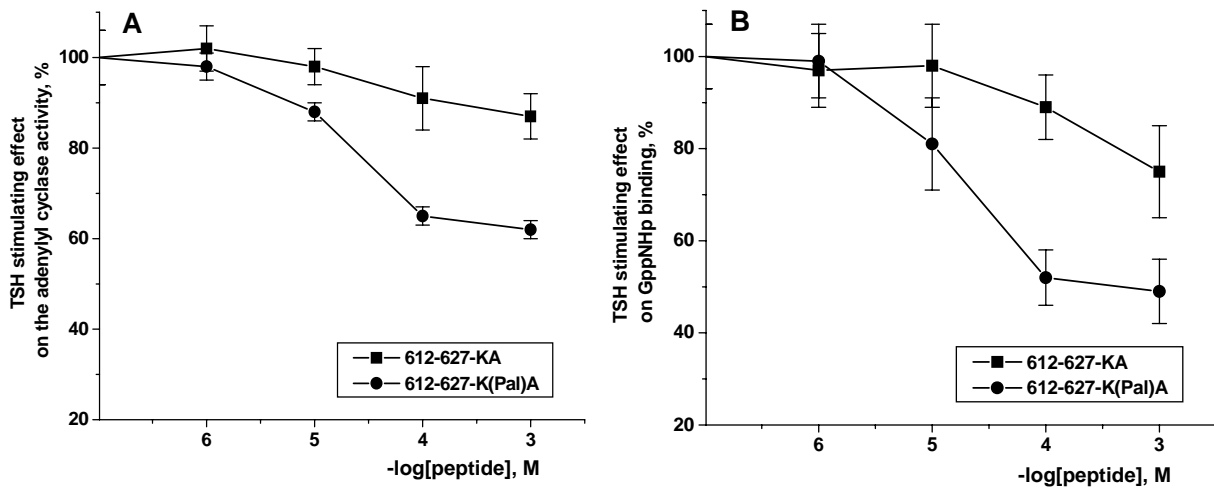 A
TSH stimulating effect
on the adenylyl cyclase activity, %
100
80
60
40
20
6 5 4 3
-log[peptide], M
612-627-KA
612-627-K(Pal)A
B
TSH stimulating effect
on GppNHp binding, %
100
80
60
40
20
6 5 4 3
-log[peptide], M
612-627-KA
612-627-K(Pal)A